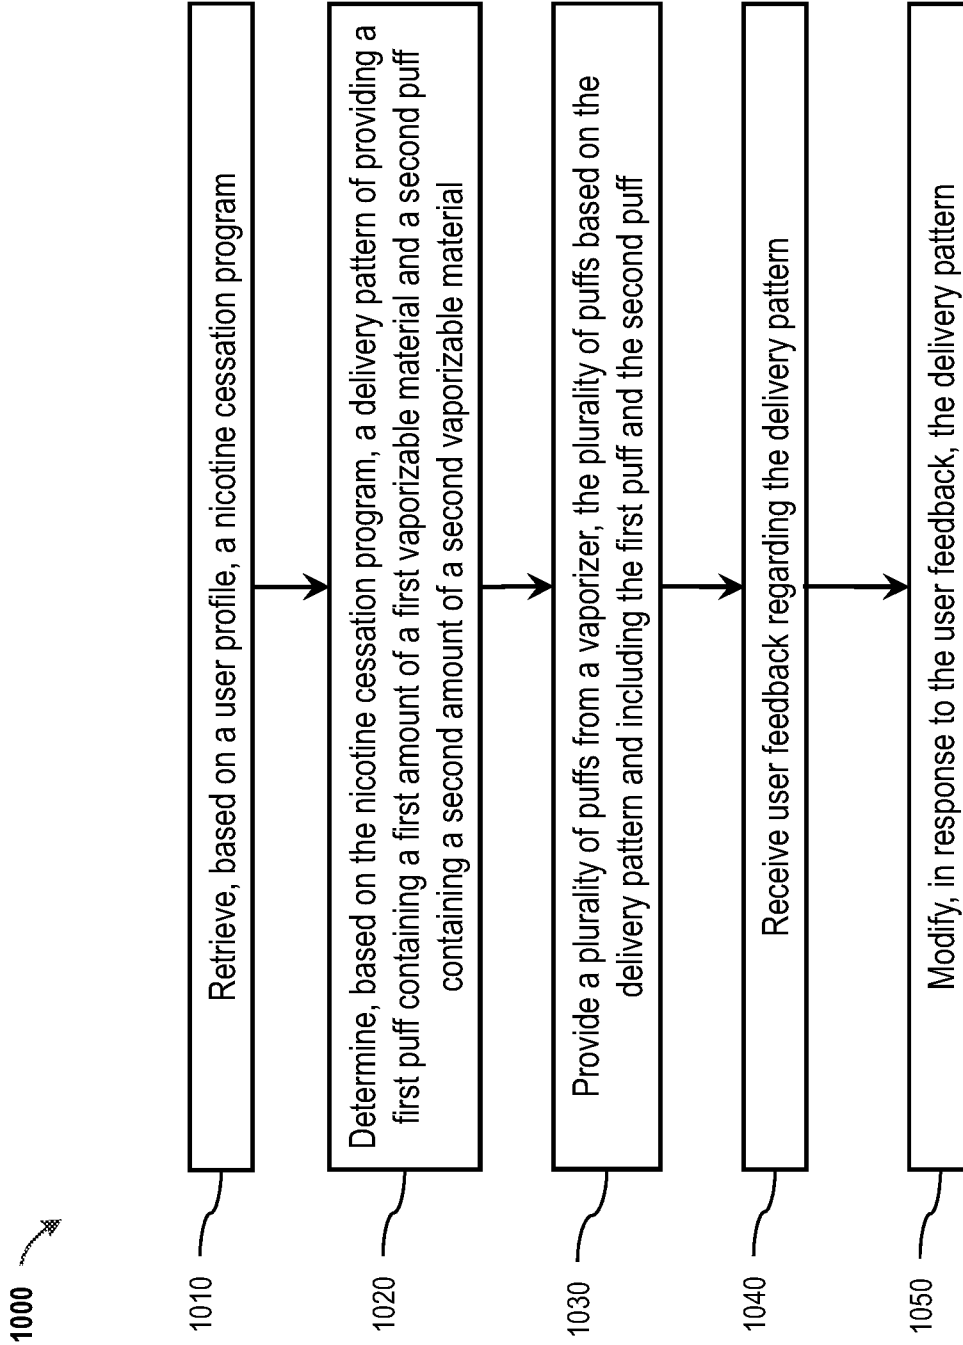 1000
1010
Retrieve, based on a user profile, a nicotine cessation program
1020
Determine, based on the nicotine cessation program, a delivery pattern of providing a
first puff containing a first amount of a first vaporizable material and a second puff
containing a second amount of a second vaporizable material
1030
Provide a plurality of puffs from a vaporizer, the plurality of puffs based on the
delivery pattern and including the first puff and the second puff
1040
Receive user feedback regarding the delivery pattern
1050
Modify, in response to the user feedback, the delivery pattern